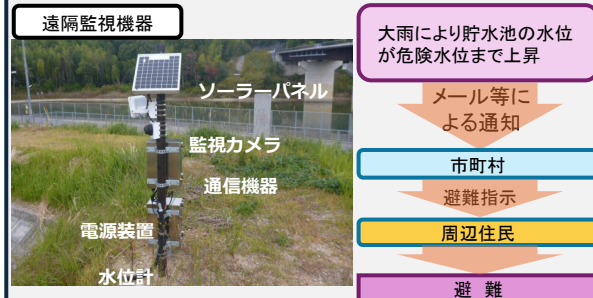 遠隔監視機器
ソーラーパネル
監視カメラ
通信機器
電源装置
水位計
大雨により貯水池の水位
が危険水位まで上昇
メール等に
よる通知
市町村
避難指示
周辺住民
避 難